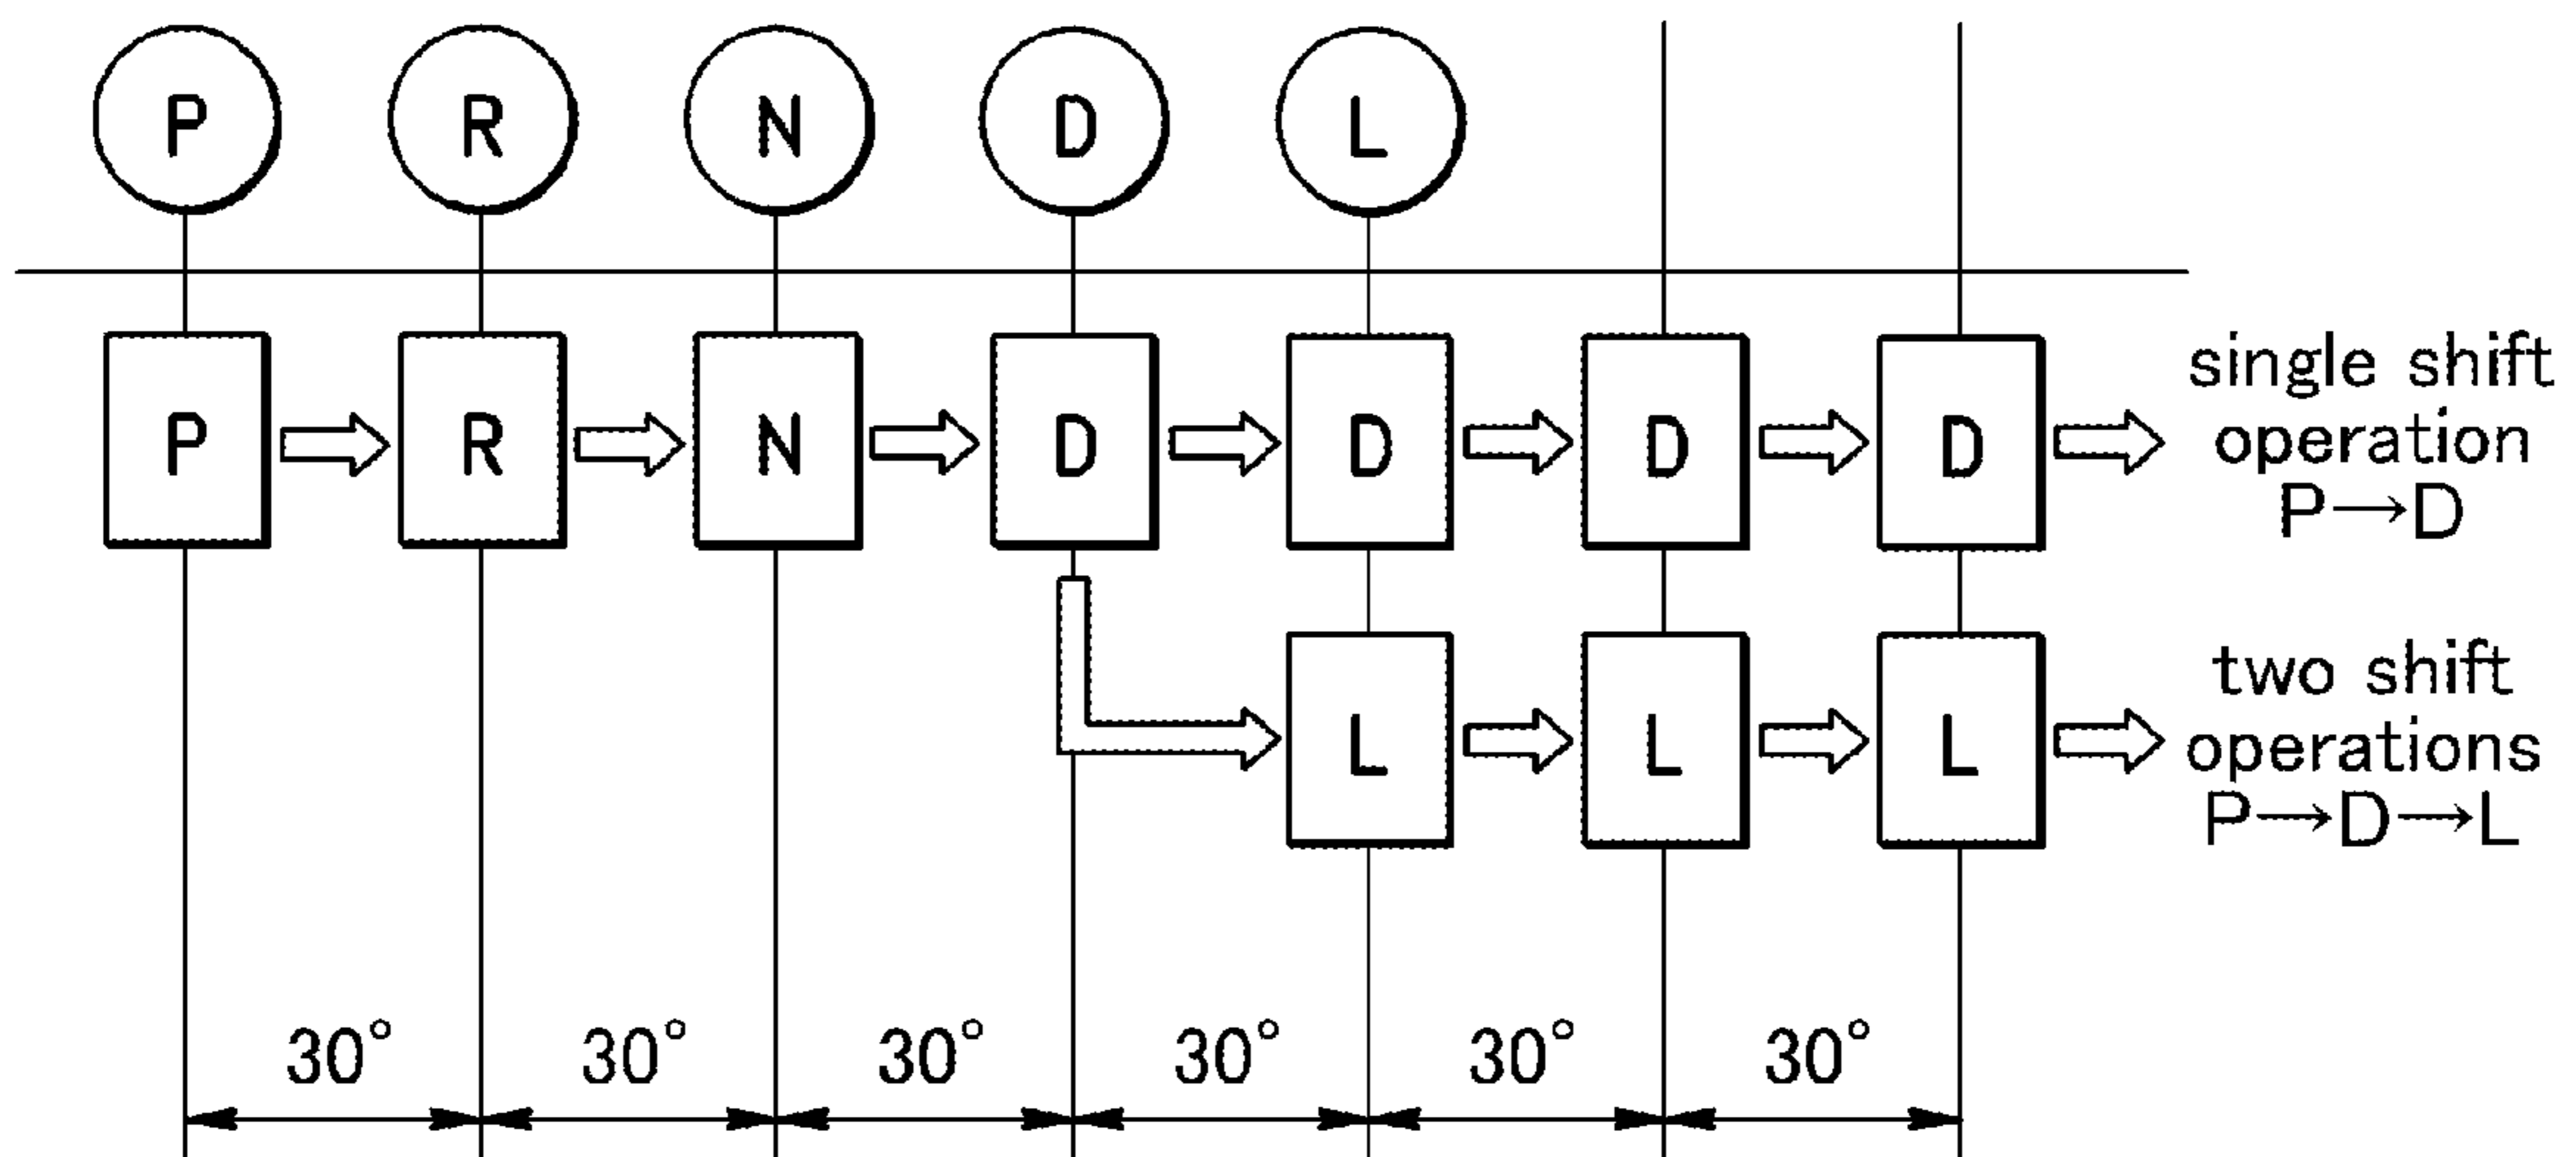 P R N D L
P R N D D D D
single shift
operation
P→D
L L L
two shift
operations
P→D→L
30° 30° 30° 30° 30° 30°